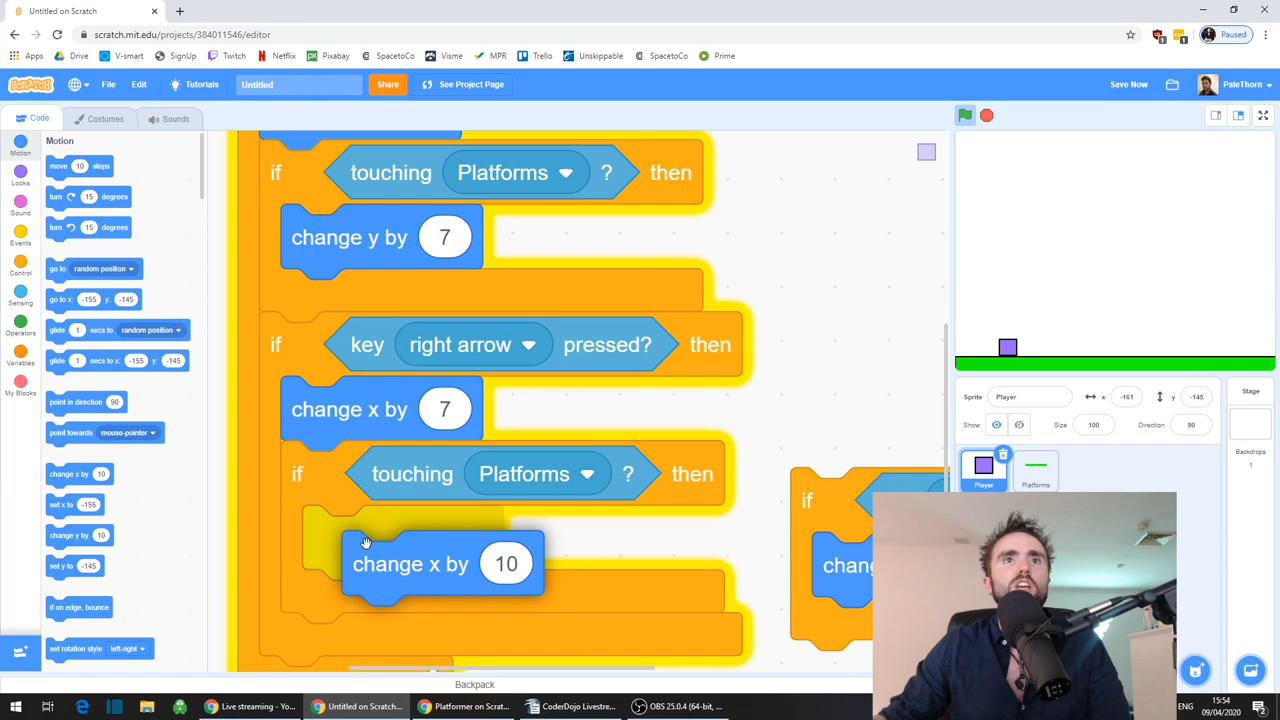 Untitled on Scratch
scratch.mit.edu/projects/384011546/editor
Paused
Apps Drive V-smart SignUp Twitch Netflix Pixabay SpacetoCo Visme MPR Trello Unskippable SpacetoCo Prime
SCRATCH File Edit Tutorials Untitled Share See Project Page Save Now PaleThorn
Code Costumes Sounds
Motion
Looks
Sound
Events
Control
Sensing
Operators
Variables
My Blocks
Motion
move 10 steps
turn 15 degrees
turn 15 degrees
go to random position
go to x: -155 y: -145
glide 1 secs to random position
glide 1 secs to x: -155 y: -145
point in direction 90
point towards mouse-pointer
change x by 10
set x to -155
change y by 10
set y to -145
if on edge, bounce
set rotation style left-right
if touching Platforms ? then
change y by 7
if key right arrow pressed? then
change x by 7
if touching Platforms ? then
change x by 10
if
Backpack
Sprite Player x -161 y -145
Show Size 100 Direction 90
Player Platforms
Stage
Backdrops
1
Live streaming - Yo...
Untitled on Scratch...
Platformer on Scrat...
CoderDojo Livestre...
OBS 25.0.4 (64-bit, ...
ENG
15:54
09/04/2020
2